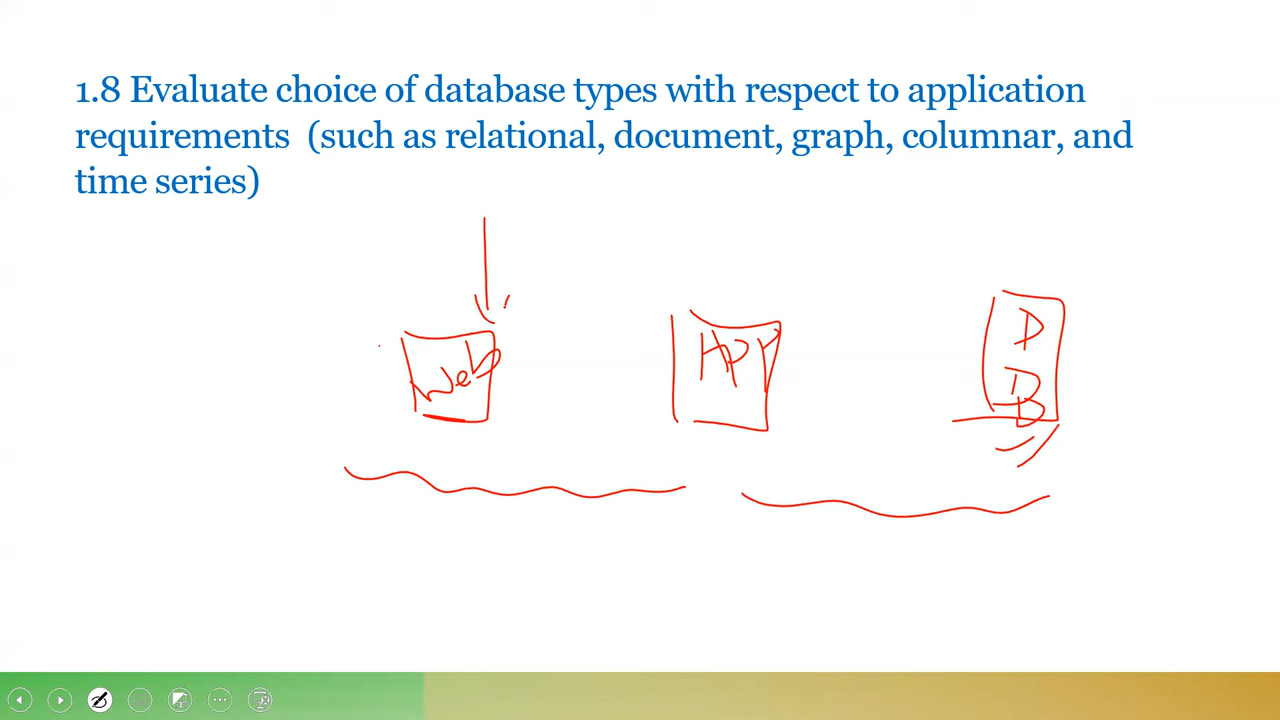 1.8 Evaluate choice of database types with respect to application
requirements (such as relational, document, graph, columnar, and
time series)
Web
App
D
DB